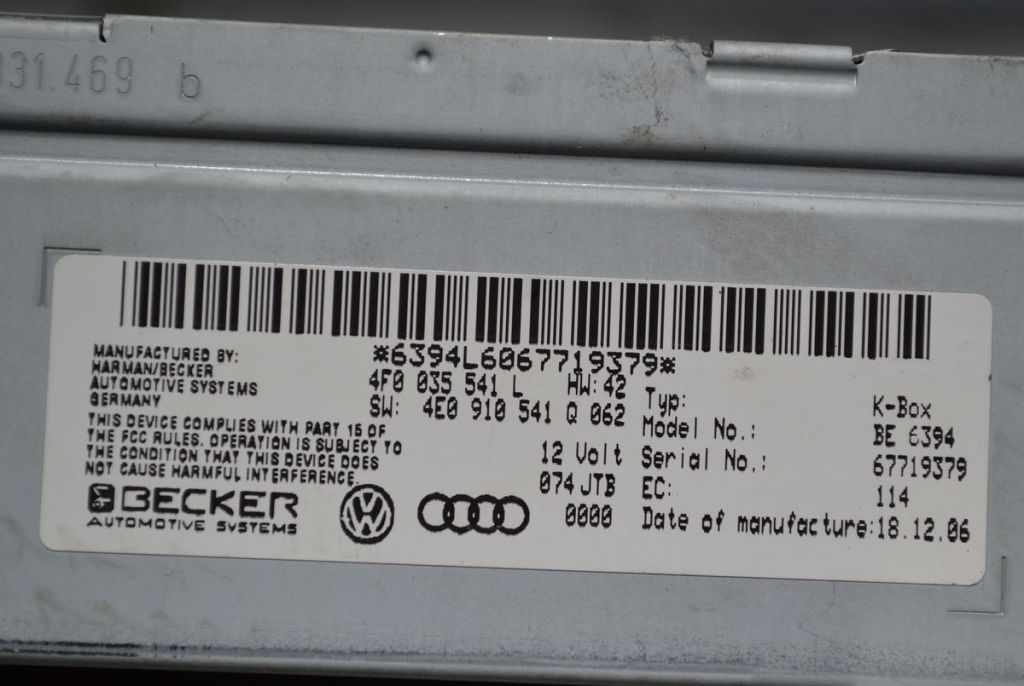 331.469 b
*6394L6067719379*
MANUFACTURED BY:
HARMAN/BECKER
AUTOMOTIVE SYSTEMS
GERMANY
THIS DEVICE COMPLIES WITH PART 15 OF
THE FCC RULES. OPERATION IS SUBJECT TO
THE CONDITION THAT THIS DEVICE DOES
NOT CAUSE HARMFUL INTERFERENCE.
BECKER
AUTOMOTIVE SYSTEMS
4F0 035 541 L HW:42
SW: 4E0 910 541 Q 062
12 Volt
074JTB
0000
Typ: K-Box
Model No.: BE 6394
Serial No.: 67719379
EC: 114
Date of manufacture:18.12.06